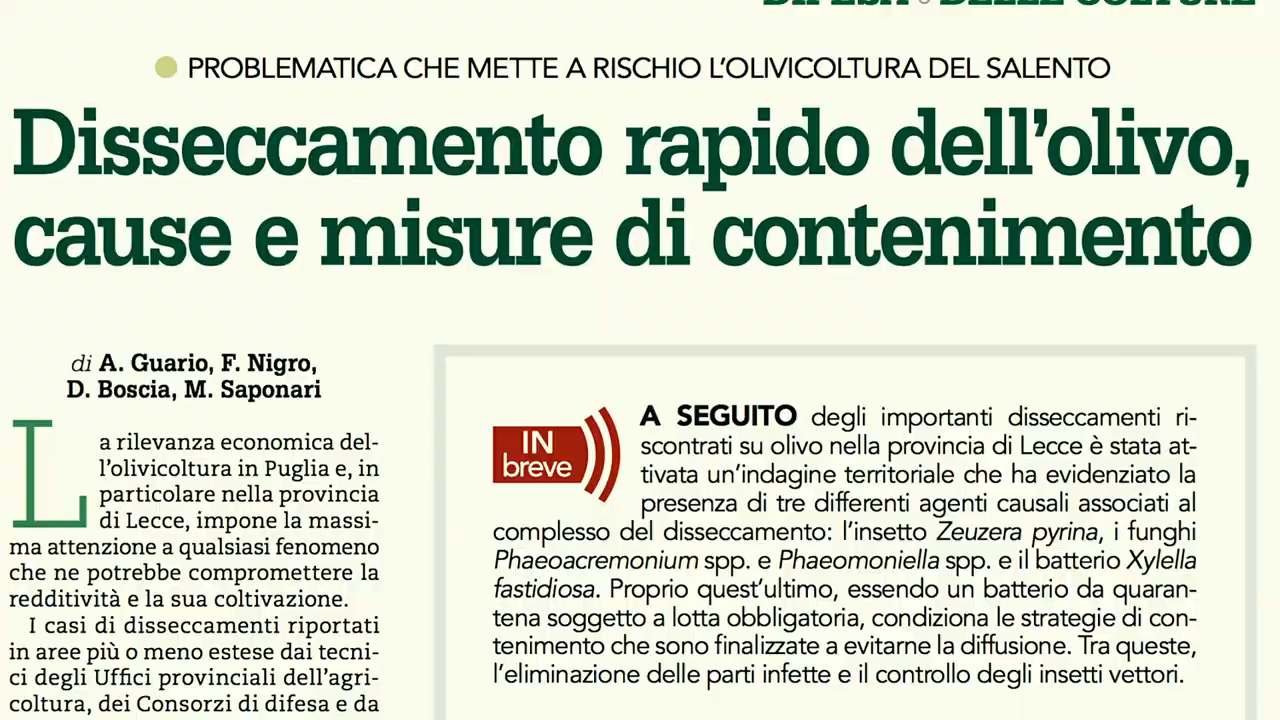 DIFESA DELLE COLTURE
PROBLEMATICA CHE METTE A RISCHIO L'OLIVICOLTURA DEL SALENTO
Disseccamento rapido dell'olivo,
cause e misure di contenimento
di A. Guario, F. Nigro,
D. Boscia, M. Saponari
La rilevanza economica del-
l'olivicoltura in Puglia e, in
particolare nella provincia
di Lecce, impone la massi-
ma attenzione a qualsiasi fenomeno
che ne potrebbe compromettere la
redditività e la sua coltivazione.
I casi di disseccamenti riportati
in aree più o meno estese dai tecni-
ci degli Uffici provinciali dell'agri-
coltura, dei Consorzi di difesa e da
IN
breve
A SEGUITO degli importanti disseccamenti ri-
scontrati su olivo nella provincia di Lecce è stata at-
tivata un'indagine territoriale che ha evidenziato la
presenza di tre differenti agenti causali associati al
complesso del disseccamento: l'insetto Zeuzera pyrina, i funghi
Phaeoacremonium spp. e Phaeomoniella spp. e il batterio Xylella
fastidiosa. Proprio quest'ultimo, essendo un batterio da quaran-
tena soggetto a lotta obbligatoria, condiziona le strategie di con-
tenimento che sono finalizzate a evitarne la diffusione. Tra queste,
l'eliminazione delle parti infette e il controllo degli insetti vettori.